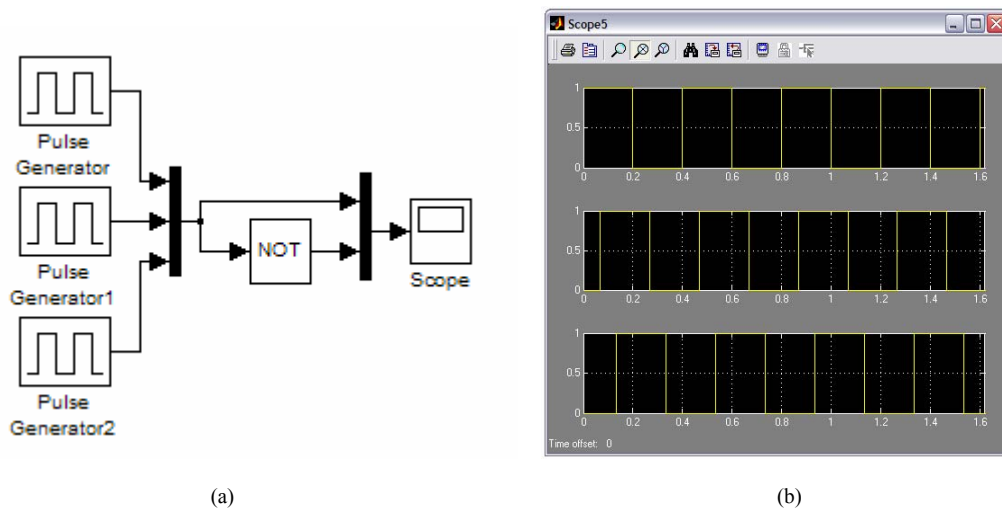 Pulse
Generator
Pulse
Generator1
Pulse
Generator2
NOT
Scope
(a)
Scope5
1
0.5
0
0 0.2 0.4 0.6 0.8 1 1.2 1.4 1.6
1
0.5
0
0 0.2 0.4 0.6 0.8 1 1.2 1.4 1.6
1
0.5
0
0 0.2 0.4 0.6 0.8 1 1.2 1.4 1.6
Time offset: 0
(b)